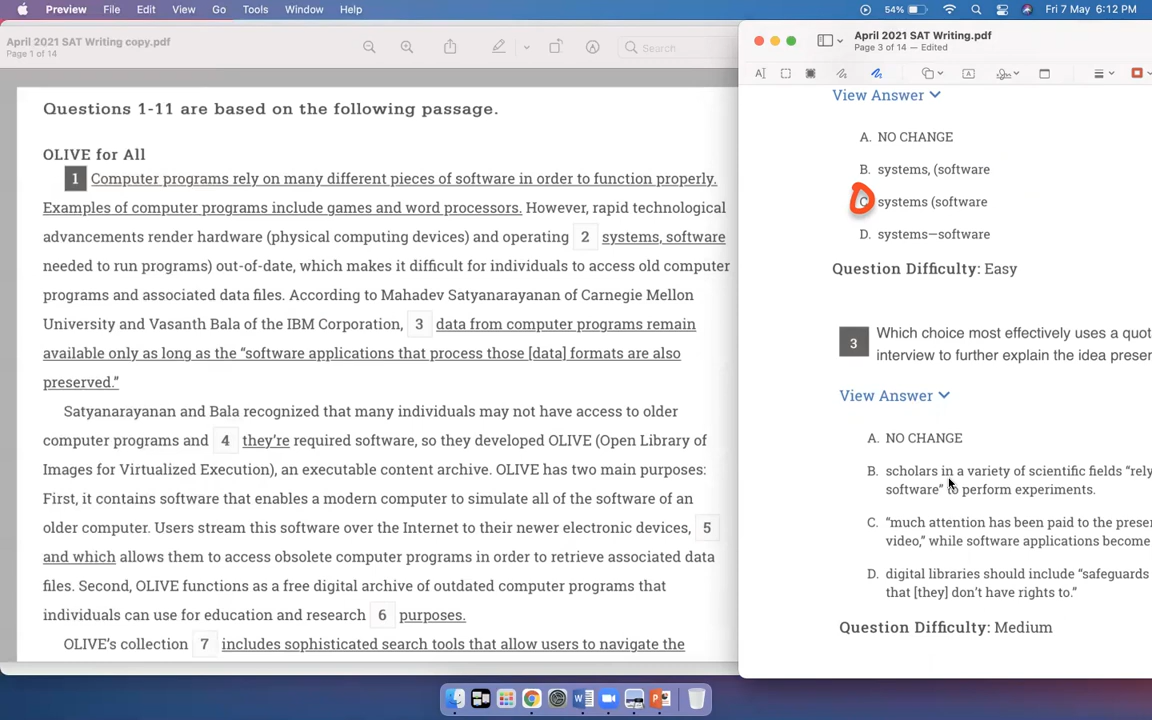 Preview File Edit View Go Tools Window Help 54% Fri 7 May 6:12 PM
April 2021 SAT Writing copy.pdf
Page 1 of 14
Search
Questions 1-11 are based on the following passage.
OLIVE for All
1 Computer programs rely on many different pieces of software in order to function properly.
Examples of computer programs include games and word processors. However, rapid technological
advancements render hardware (physical computing devices) and operating 2 systems, software
needed to run programs) out-of-date, which makes it difficult for individuals to access old computer
programs and associated data files. According to Mahadev Satyanarayanan of Carnegie Mellon
University and Vasanth Bala of the IBM Corporation, 3 data from computer programs remain
available only as long as the “software applications that process those [data] formats are also
preserved.”
Satyanarayanan and Bala recognized that many individuals may not have access to older
computer programs and 4 they’re required software, so they developed OLIVE (Open Library of
Images for Virtualized Execution), an executable content archive. OLIVE has two main purposes:
First, it contains software that enables a modern computer to simulate all of the software of an
older computer. Users stream this software over the Internet to their newer electronic devices, 5
and which allows them to access obsolete computer programs in order to retrieve associated data
files. Second, OLIVE functions as a free digital archive of outdated computer programs that
individuals can use for education and research 6 purposes.
OLIVE’s collection 7 includes sophisticated search tools that allow users to navigate the
April 2021 SAT Writing.pdf
Page 3 of 14 — Edited
View Answer
A. NO CHANGE
B. systems, (software
C systems (software
D. systems—software
Question Difficulty: Easy
3 Which choice most effectively uses a quot
interview to further explain the idea preser
View Answer
A. NO CHANGE
B. scholars in a variety of scientific fields “rely
software” to perform experiments.
C. “much attention has been paid to the preser
video,” while software applications become
D. digital libraries should include “safeguards
that [they] don’t have rights to.”
Question Difficulty: Medium